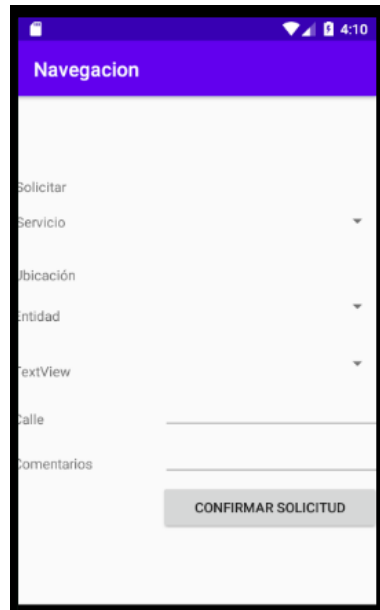 4:10
Navegacion
Solicitar
Servicio
Ubicación
Entidad
TextView
Calle
Comentarios
CONFIRMAR SOLICITUD